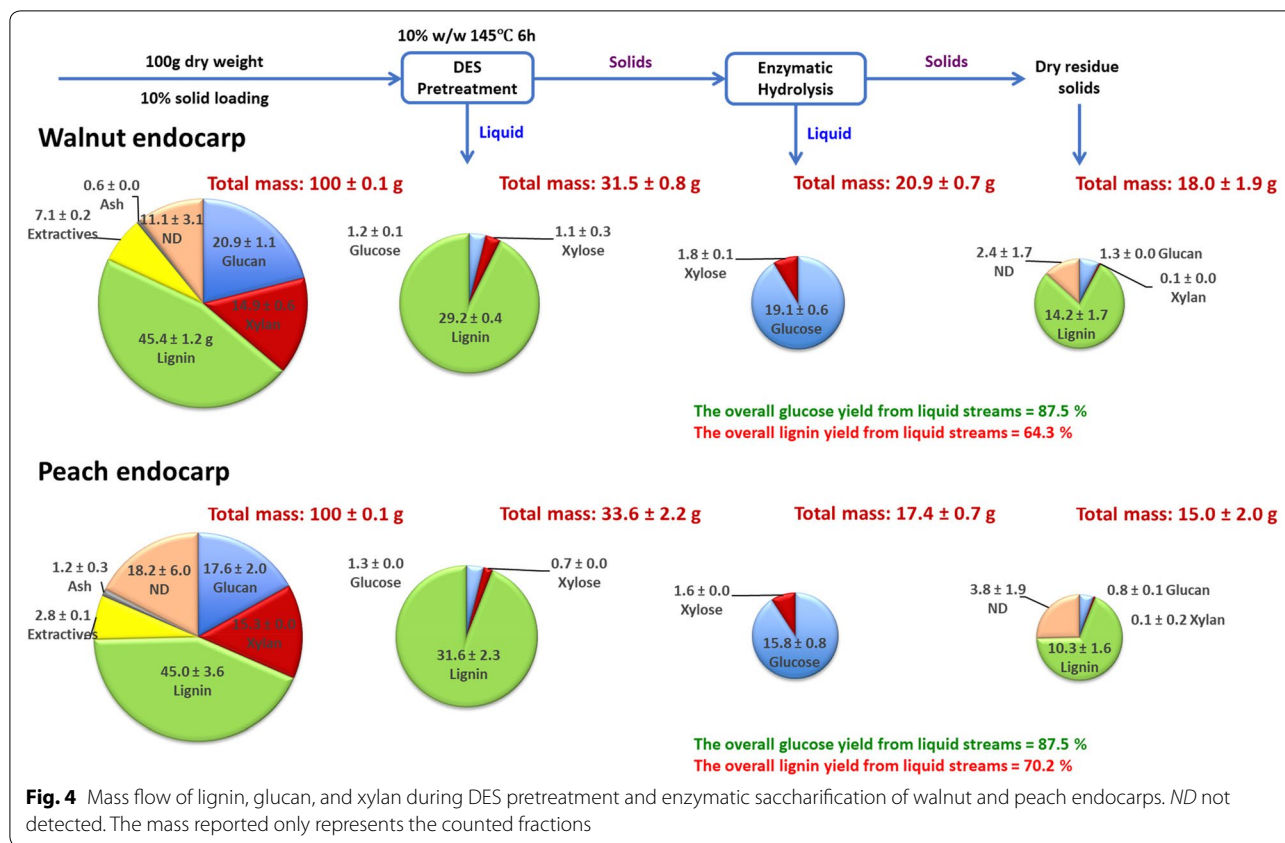 10% w/w 145℃ 6h
100g dry weight
10% solid loading
DES
Pretreatment
Solids
Enzymatic
Hydrolysis
Solids
Dry residue
solids
Liquid
Liquid
Walnut endocarp
Total mass: 100 ± 0.1 g
Total mass: 31.5 ± 0.8 g
Total mass: 20.9 ± 0.7 g
Total mass: 18.0 ± 1.9 g
0.6 ± 0.0
Ash
7.1 ± 0.2
Extractives
11.1 ± 3.1
ND
20.9 ± 1.1
Glucan
14.9 ± 0.6
Xylan
45.4 ± 1.2 g
Lignin
1.2 ± 0.1
Glucose
1.1 ± 0.3
Xylose
29.2 ± 0.4
Lignin
1.8 ± 0.1
Xylose
19.1 ± 0.6
Glucose
2.4 ± 1.7
ND
1.3 ± 0.0 Glucan
0.1 ± 0.0
Xylan
14.2 ± 1.7
Lignin
The overall glucose yield from liquid streams = 87.5 %
The overall lignin yield from liquid streams = 64.3 %
Peach endocarp
Total mass: 100 ± 0.1 g
Total mass: 33.6 ± 2.2 g
Total mass: 17.4 ± 0.7 g
Total mass: 15.0 ± 2.0 g
1.2 ± 0.3
Ash
2.8 ± 0.1
Extractives
18.2 ± 6.0
ND
17.6 ± 2.0
Glucan
Xylan
45.0 ± 3.6
Lignin
1.3 ± 0.0
Glucose
0.7 ± 0.0
Xylose
31.6 ± 2.3
Lignin
1.6 ± 0.0
Xylose
15.8 ± 0.8
Glucose
3.8 ± 1.9
ND
0.8 ± 0.1 Glucan
0.1 ± 0.2 Xylan
10.3 ± 1.6
Lignin
The overall glucose yield from liquid streams = 87.5 %
The overall lignin yield from liquid streams = 70.2 %
Fig. 4 Mass flow of lignin, glucan, and xylan during DES pretreatment and enzymatic saccharification of walnut and peach endocarps. ND not
detected. The mass reported only represents the counted fractions